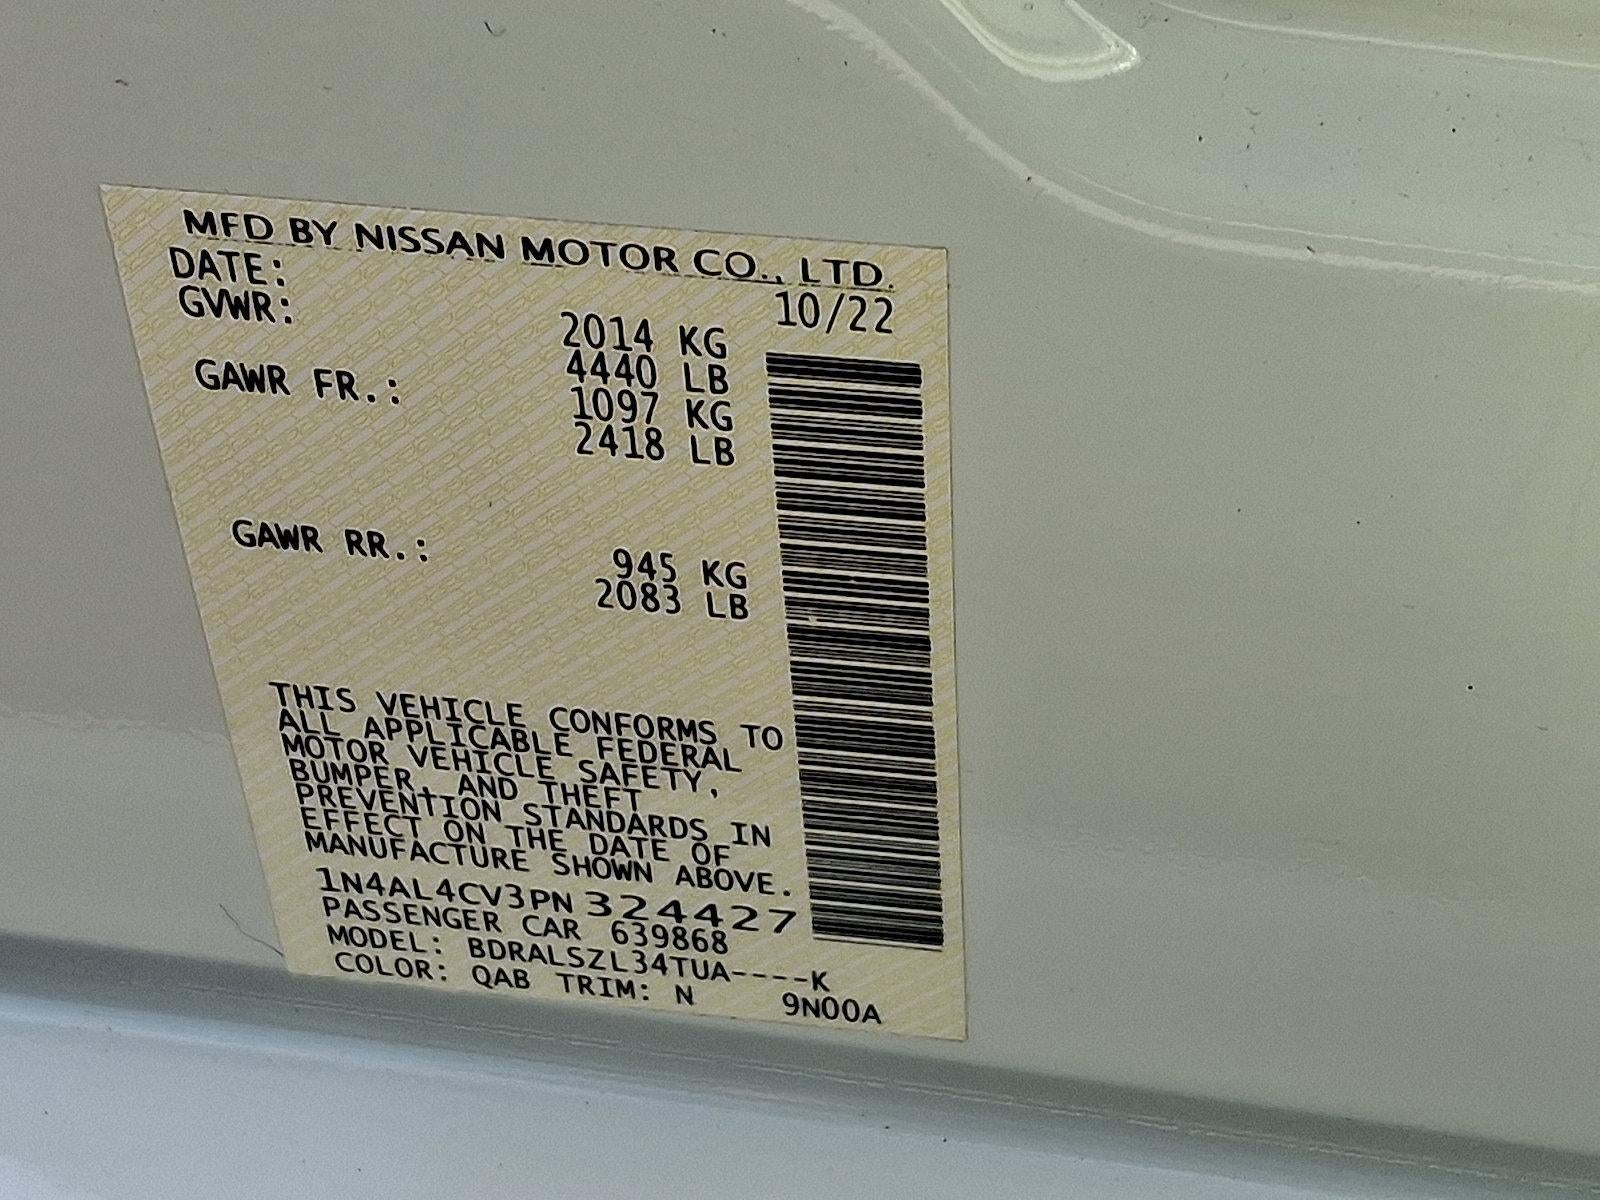 MFD BY NISSAN MOTOR CO., LTD.
DATE: 10/22
GVWR: 2014 KG
4440 LB
GAWR FR.: 1097 KG
2418 LB
GAWR RR.: 945 KG
2083 LB
THIS VEHICLE CONFORMS TO
ALL APPLICABLE FEDERAL
MOTOR VEHICLE SAFETY,
BUMPER, AND THEFT
PREVENTION STANDARDS IN
EFFECT ON THE DATE OF
MANUFACTURE SHOWN ABOVE.
1N4AL4CV3PN324427
PASSENGER CAR 639868
MODEL: BDRALSZL34TUA----K
COLOR: QAB TRIM: N 9N00A